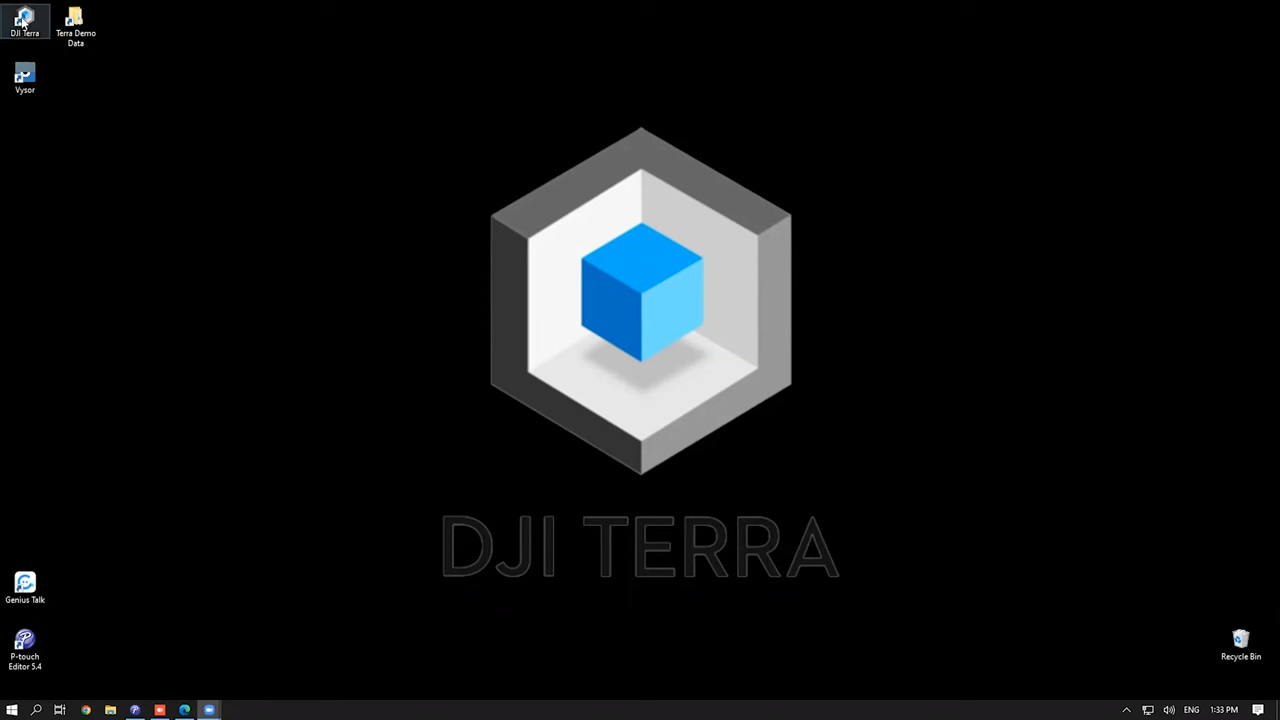 DJI Terra
Terra Demo
Data
Vysor
DJI TERRA
Genius Talk
P-touch
Editor 5.4
Recycle Bin
ENG
1:33 PM